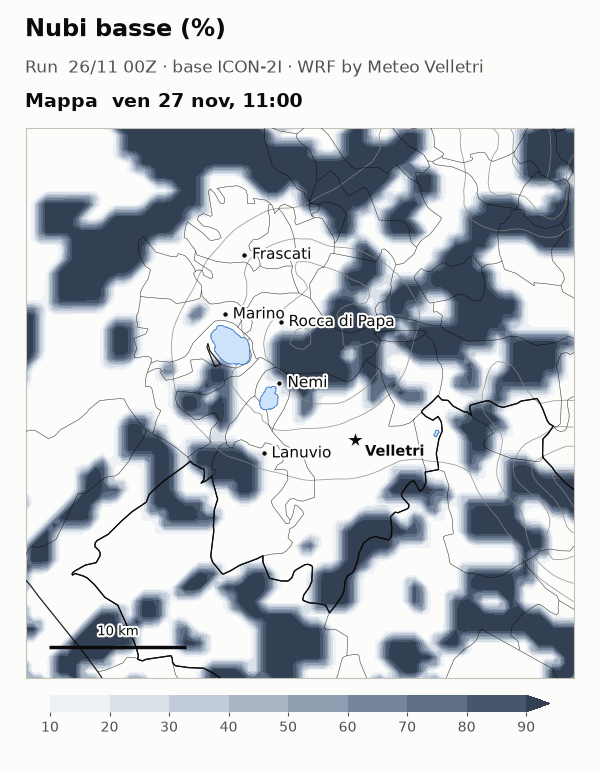 Nubi basse (%)
Run  26/11 00Z · base ICON-2I · WRF by Meteo Velletri
Mappa  ven 27 nov, 11:00
Frascati
Marino
Rocca di Papa
Nemi
Velletri
Lanuvio
10 km
10 20 30 40 50 60 70 80 90